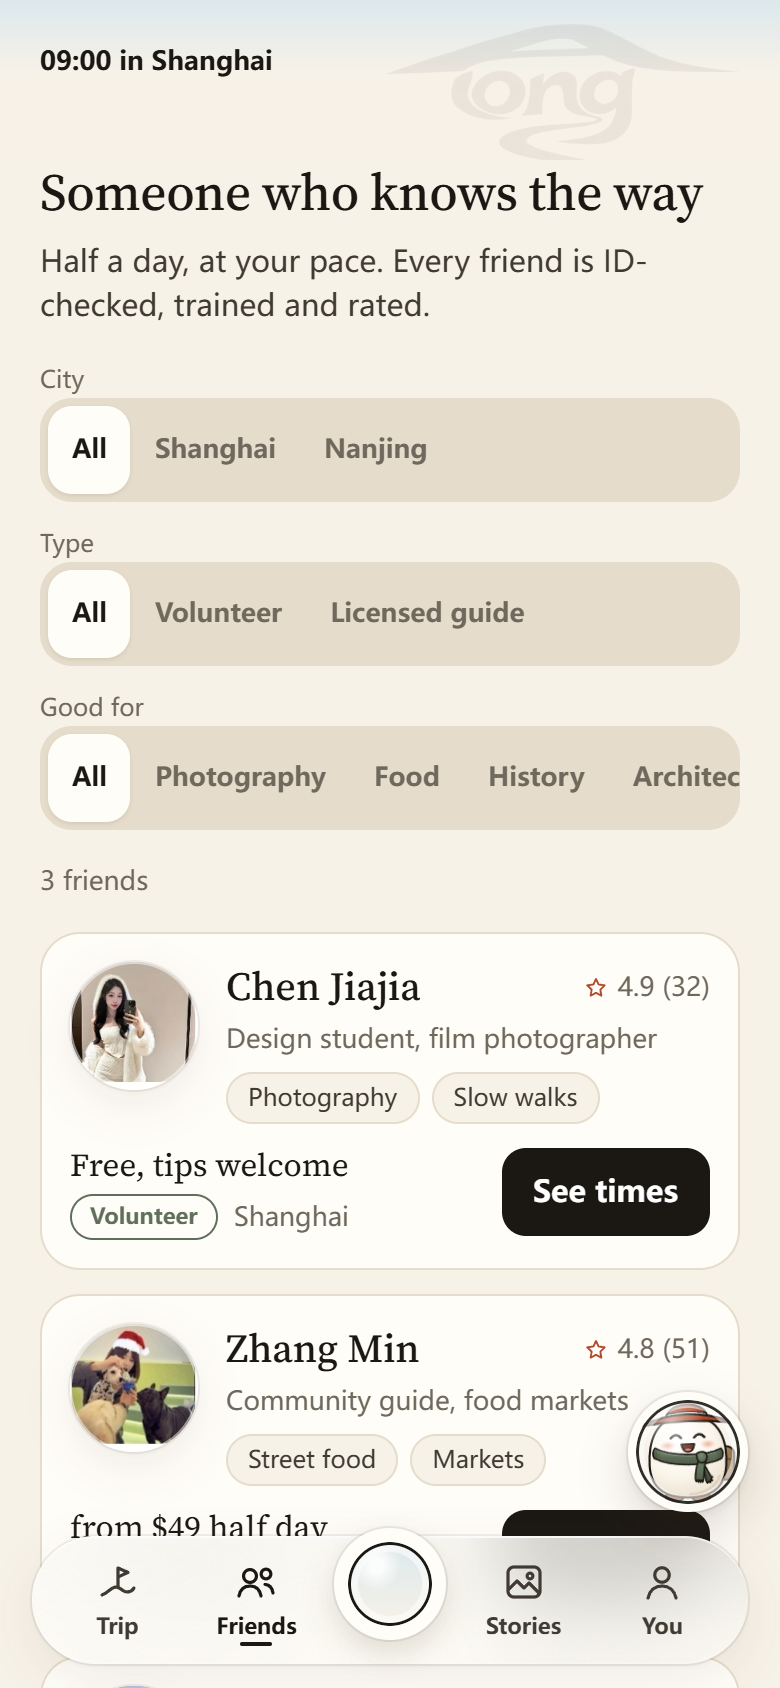 09:00 in Shanghai
long
Someone who knows the way
Half a day, at your pace. Every friend is ID-
checked, trained and rated.
City
All Shanghai Nanjing
Type
All Volunteer Licensed guide
Good for
All Photography Food History Architec
3 friends
Chen Jiajia 4.9 (32)
Design student, film photographer
Photography Slow walks
Free, tips welcome
See times
Volunteer Shanghai
Zhang Min 4.8 (51)
Community guide, food markets
Street food Markets
from $49 half day
Trip Friends Stories You